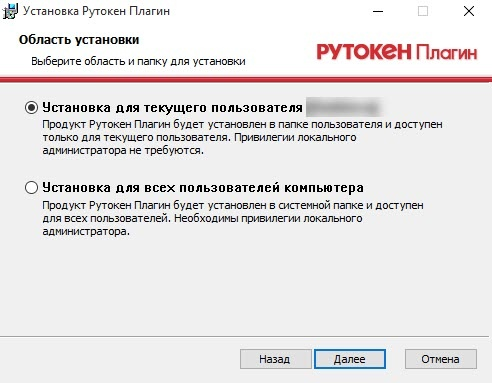 Установка Рутокен Плагин
Область установки
Выберите область и папку для установки
РУТОКЕН Плагин
Установка для текущего пользователя
Продукт Рутокен Плагин будет установлен в папке пользователя и доступен
только для текущего пользователя. Привилегии локального
администратора не требуются.
Установка для всех пользователей компьютера
Продукт Рутокен Плагин будет установлен в системной папке и доступен
для всех пользователей. Необходимы привилегии локального
администратора.
Назад
Далее
Отмена